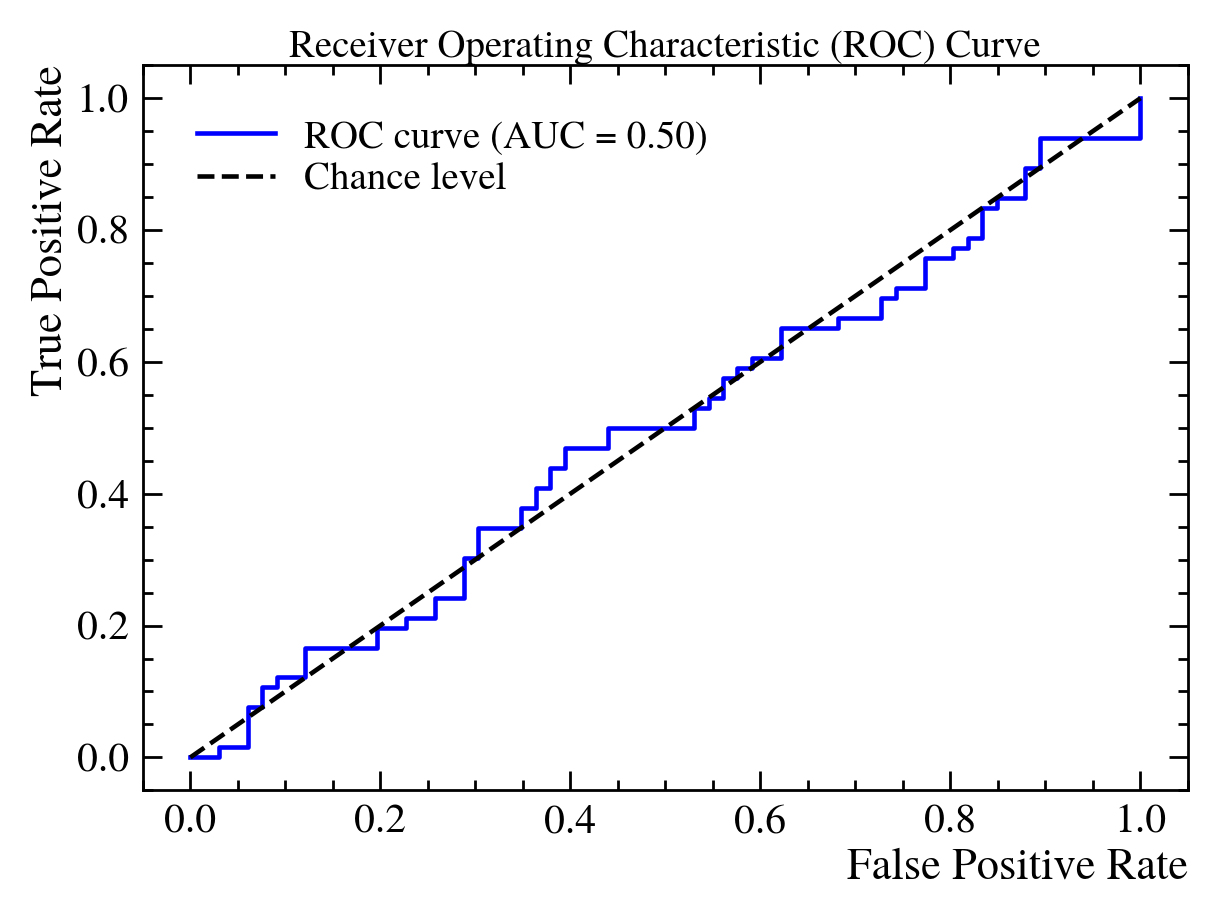 Receiver Operating Characteristic (ROC) Curve
True Positive Rate
1.0
0.8
0.6
0.4
0.2
0.0
ROC curve (AUC = 0.50)
Chance level
0.0 0.2 0.4 0.6 0.8 1.0
False Positive Rate